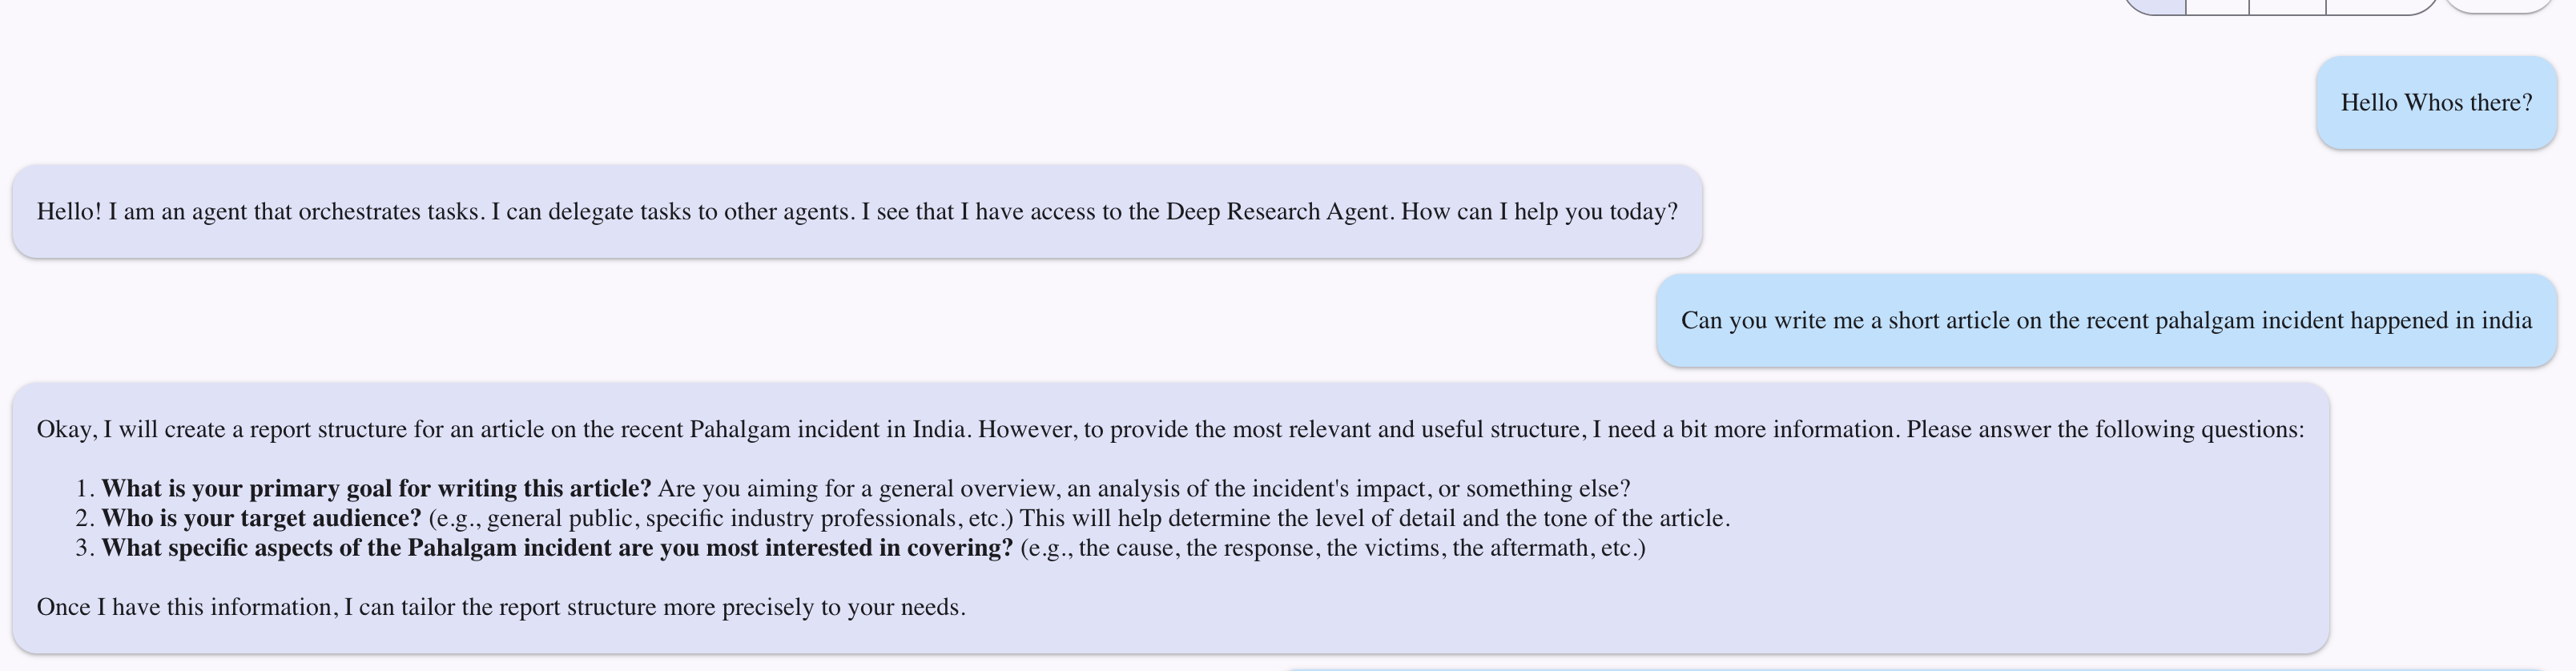 Hello Whos there?
Hello! I am an agent that orchestrates tasks. I can delegate tasks to other agents. I see that I have access to the Deep Research Agent. How can I help you today?
Can you write me a short article on the recent pahalgam incident happened in india
Okay, I will create a report structure for an article on the recent Pahalgam incident in India. However, to provide the most relevant and useful structure, I need a bit more information. Please answer the following questions:
1. What is your primary goal for writing this article? Are you aiming for a general overview, an analysis of the incident's impact, or something else?
2. Who is your target audience? (e.g., general public, specific industry professionals, etc.) This will help determine the level of detail and the tone of the article.
3. What specific aspects of the Pahalgam incident are you most interested in covering? (e.g., the cause, the response, the victims, the aftermath, etc.)
Once I have this information, I can tailor the report structure more precisely to your needs.